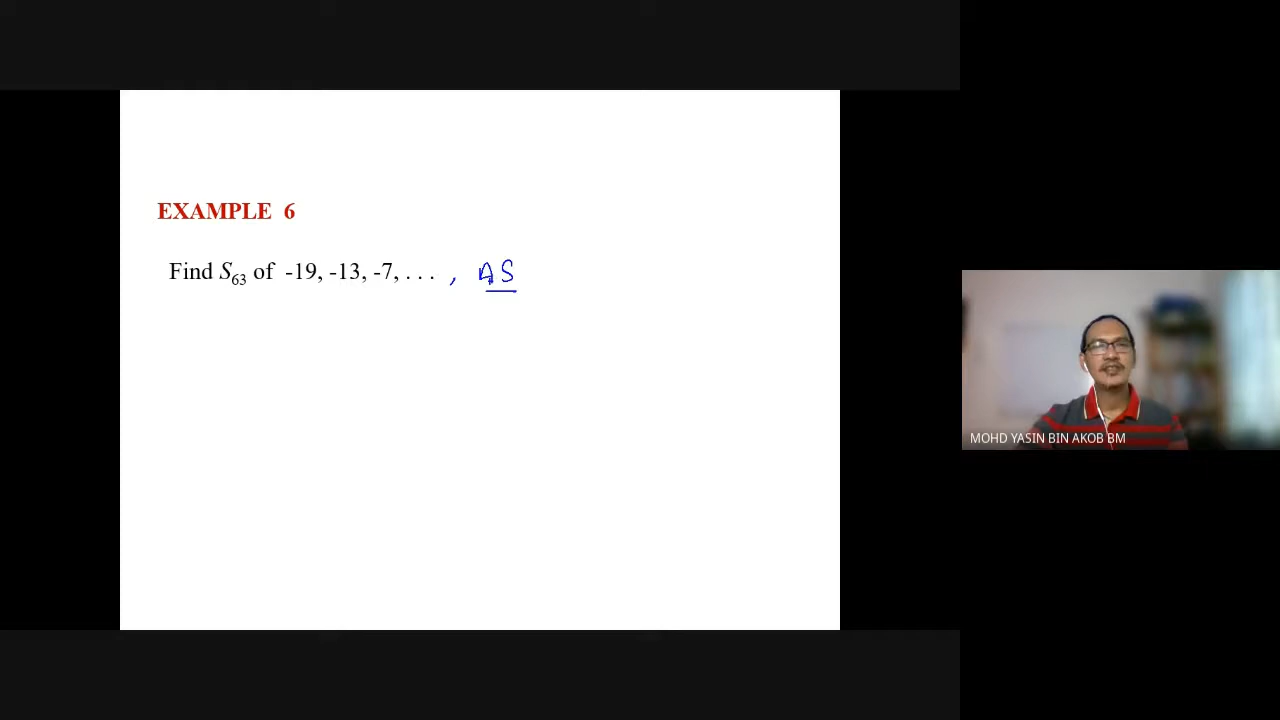 EXAMPLE 6
Find S63 of -19, -13, -7, . . . , AS
MOHD YASIN BIN AKOB BM